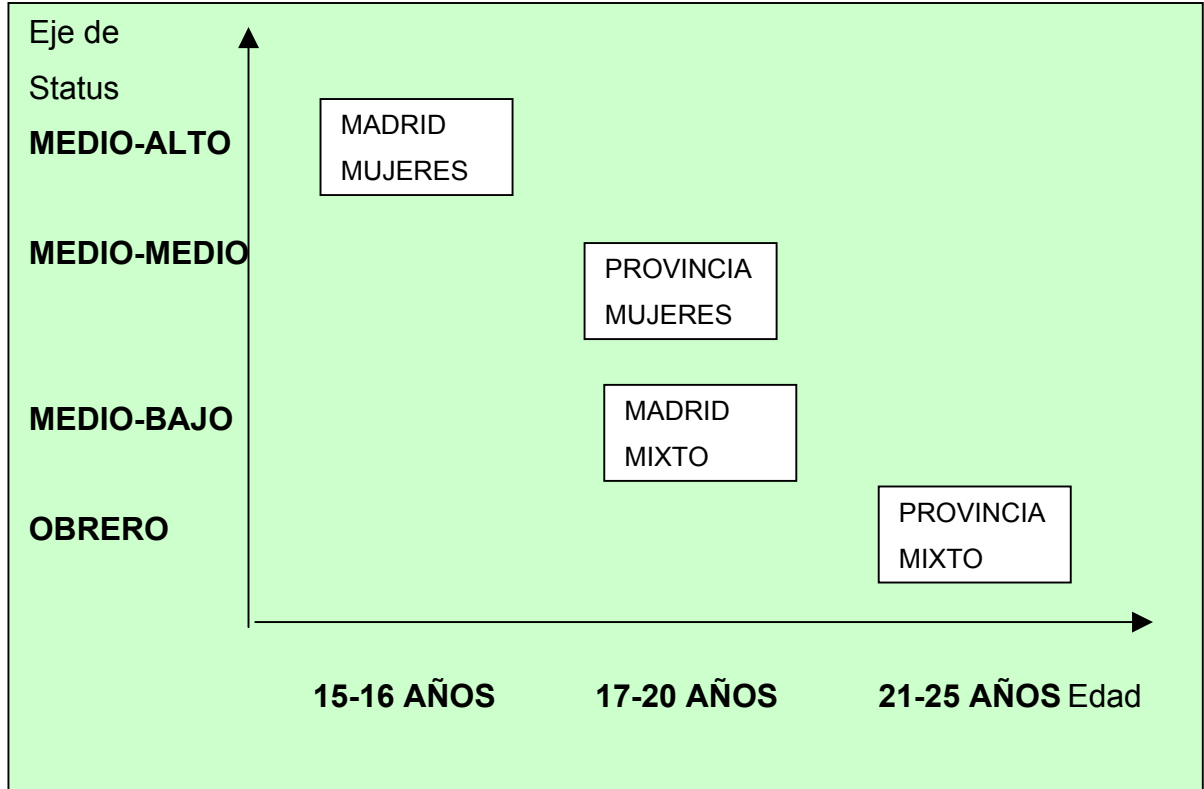 Eje de
Status
MEDIO-ALTO
MADRID
MUJERES
MEDIO-MEDIO
PROVINCIA
MUJERES
MEDIO-BAJO
MADRID
MIXTO
OBRERO
PROVINCIA
MIXTO
15-16 AÑOS 17-20 AÑOS 21-25 AÑOS Edad